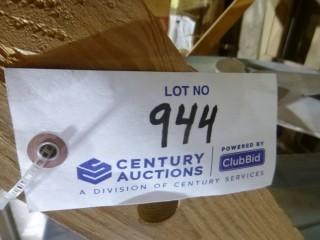 LOT NO
944
CENTURY AUCTIONS
POWERED BY
ClubBid
A DIVISION OF CENTURY SERVICES